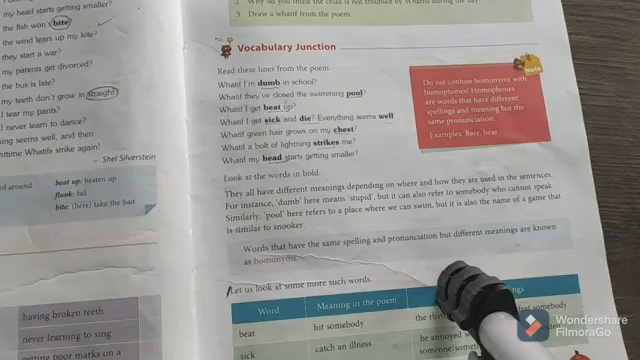 my head starts getting smaller?
the fish won't bite?
the wind tears up my kite?
they start a war?
my parents get divorced?
the bus is late?
my teeth don't grow in straight?
I tear my pants?
I never learn to dance?
ing seems well, and then
httime Whatifs strike again!
– Shel Silverstein
ed around
beat up: beaten up
flunk: fail
bite: (here) take the bait
having broken teeth
never learning to sing
getting poor marks on a
2. Why do you think the child is not troubled by Whatifs during the day?
3. Draw a whatif from the poem.
Vocabulary Junction
Read these lines from the poem.
Whatif I'm dumb in school?
Whatif they've closed the swimming pool?
Whatif I get beat up?
Whatif I get sick and die? Everything seems well
Whatif green hair grows on my chest?
Whatif a bolt of lightning strikes me?
Whatif my head starts getting smaller?
Note
Do not confuse homonyms with
homophones! Homophones
are words that have different
spellings and meaning but the
same pronunciation.
Examples: Bare, bear
Look at the words in bold.
They all have different meanings depending on where and how they are used in the sentences.
For instance, 'dumb' here means 'stupid', but it can also refer to somebody who cannot speak.
Similarly, 'pool' here refers to a place where we can swim, but it is also the name of a game that
is similar to snooker.
Words that have the same spelling and pronunciation but different meanings are known
as homonyms.
Let us look at some more such words.
Word
Meaning in the poem
beat
hit somebody
the rhy
sick
catch an illness
be annoyed w
someone/somet
Wondershare
FilmoraGo